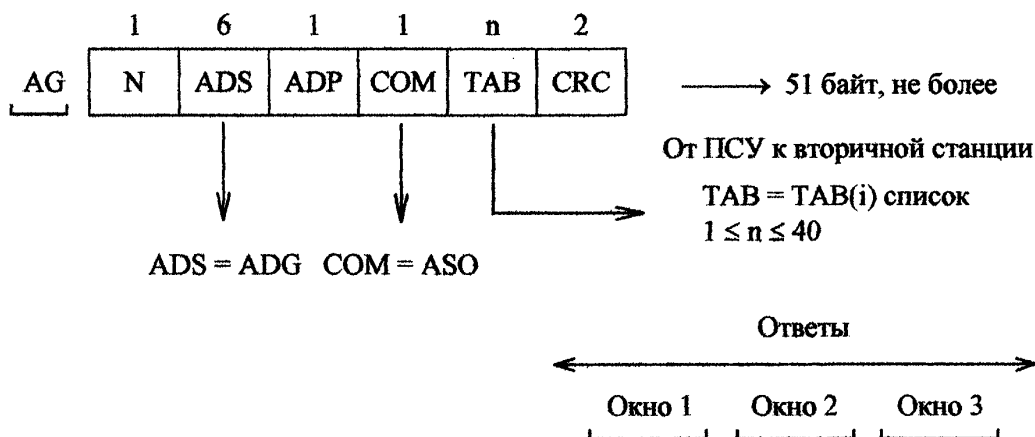 1 6 1 1 n 2
AG N ADS ADP COM TAB CRC 51 байт, не более
От ПСУ к вторичной станции
TAB = TAB(i) список
1 ≤ n ≤ 40
ADS = ADG COM = ASO
Ответы
Окно 1 Окно 2 Окно 3